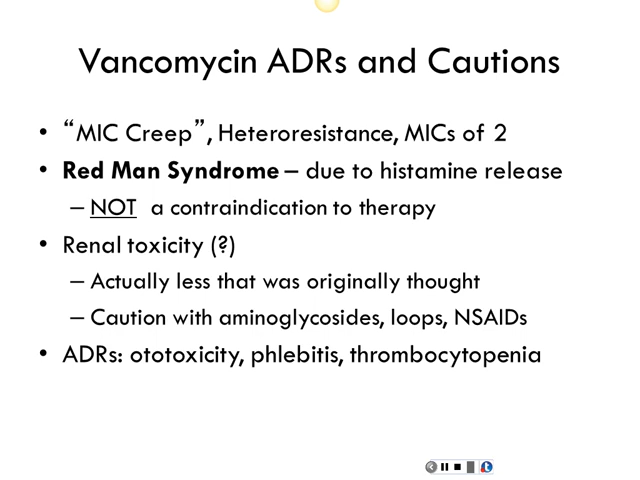 Vancomycin ADRs and Cautions
• “MIC Creep”, Heteroresistance, MICs of 2
• Red Man Syndrome – due to histamine release
– NOT a contraindication to therapy
• Renal toxicity (?)
– Actually less that was originally thought
– Caution with aminoglycosides, loops, NSAIDs
• ADRs: ototoxicity, phlebitis, thrombocytopenia